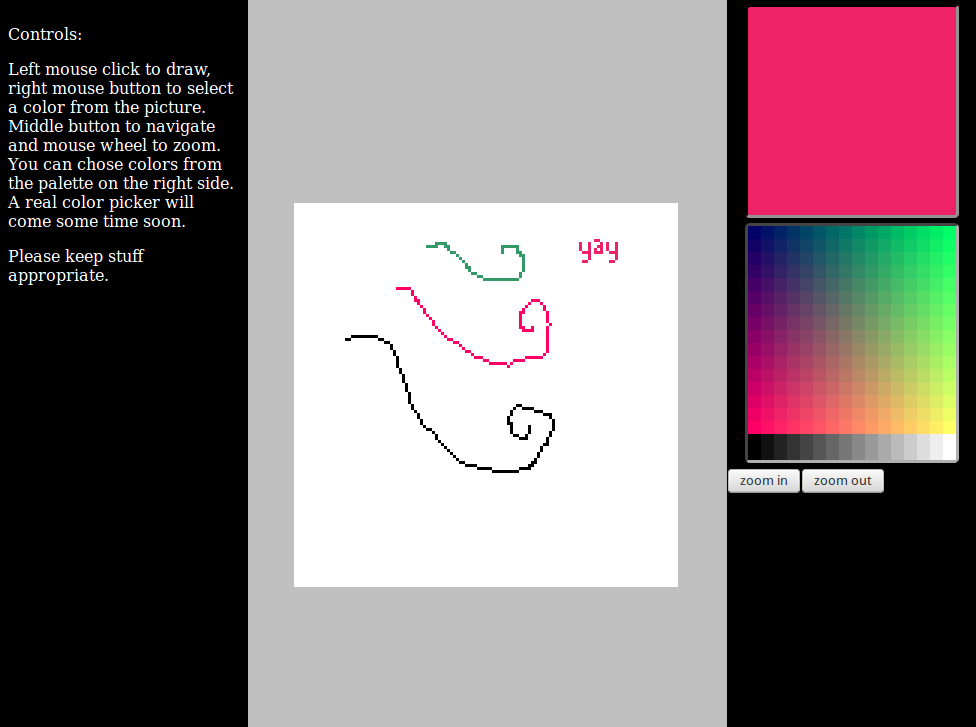 Controls:
Left mouse click to draw,
right mouse button to select
a color from the picture.
Middle button to navigate
and mouse wheel to zoom.
You can chose colors from
the palette on the right side.
A real color picker will
come some time soon.
Please keep stuff
appropriate.
yay
zoom in zoom out